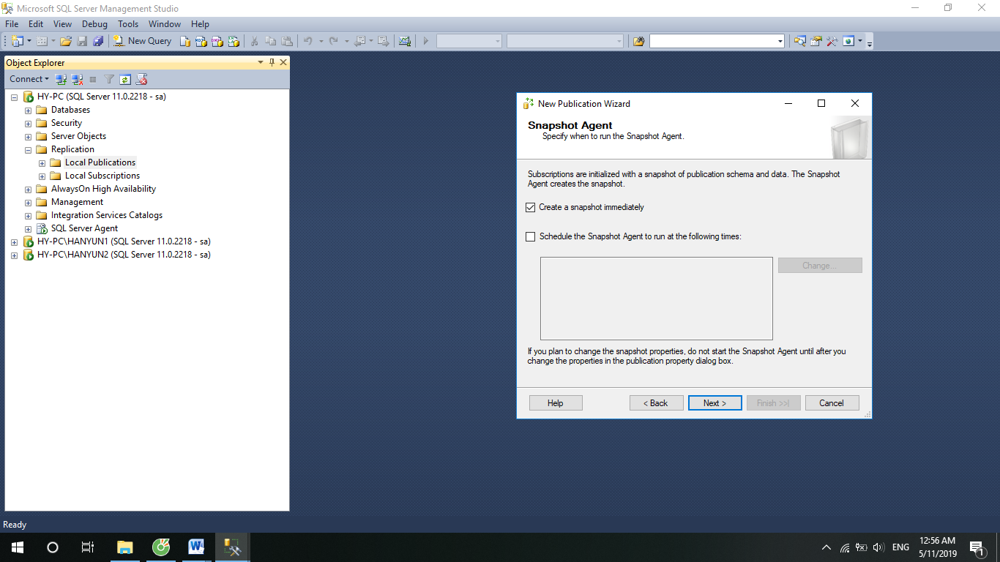 Microsoft SQL Server Management Studio
File Edit View Debug Tools Window Help
New Query
Object Explorer
Connect
HY-PC (SQL Server 11.0.2218 - sa)
Databases
Security
Server Objects
Replication
Local Publications
Local Subscriptions
AlwaysOn High Availability
Management
Integration Services Catalogs
SQL Server Agent
HY-PC\HANYUN1 (SQL Server 11.0.2218 - sa)
HY-PC\HANYUN2 (SQL Server 11.0.2218 - sa)
New Publication Wizard
Snapshot Agent
Specify when to run the Snapshot Agent.
Subscriptions are initialized with a snapshot of publication schema and data. The Snapshot
Agent creates the snapshot.
Create a snapshot immediately
Schedule the Snapshot Agent to run at the following times:
Change...
If you plan to change the snapshot properties, do not start the Snapshot Agent until after you
change the properties in the publication property dialog box.
Help < Back Next > Finish >>| Cancel
Ready
ENG
12:56 AM
5/11/2019
1